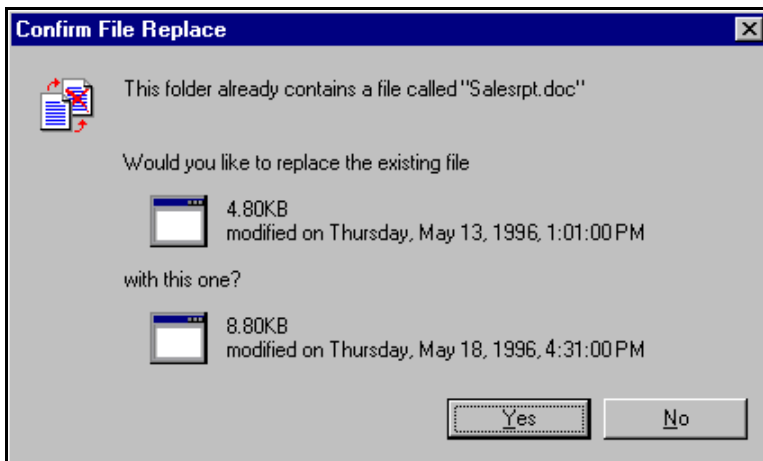 Confirm File Replace
This folder already contains a file called "Salesrpt.doc"
Would you like to replace the existing file
4.80KB
modified on Thursday, May 13, 1996, 1:01:00 PM
with this one?
8.80KB
modified on Thursday, May 18, 1996, 4:31:00 PM
Yes
No